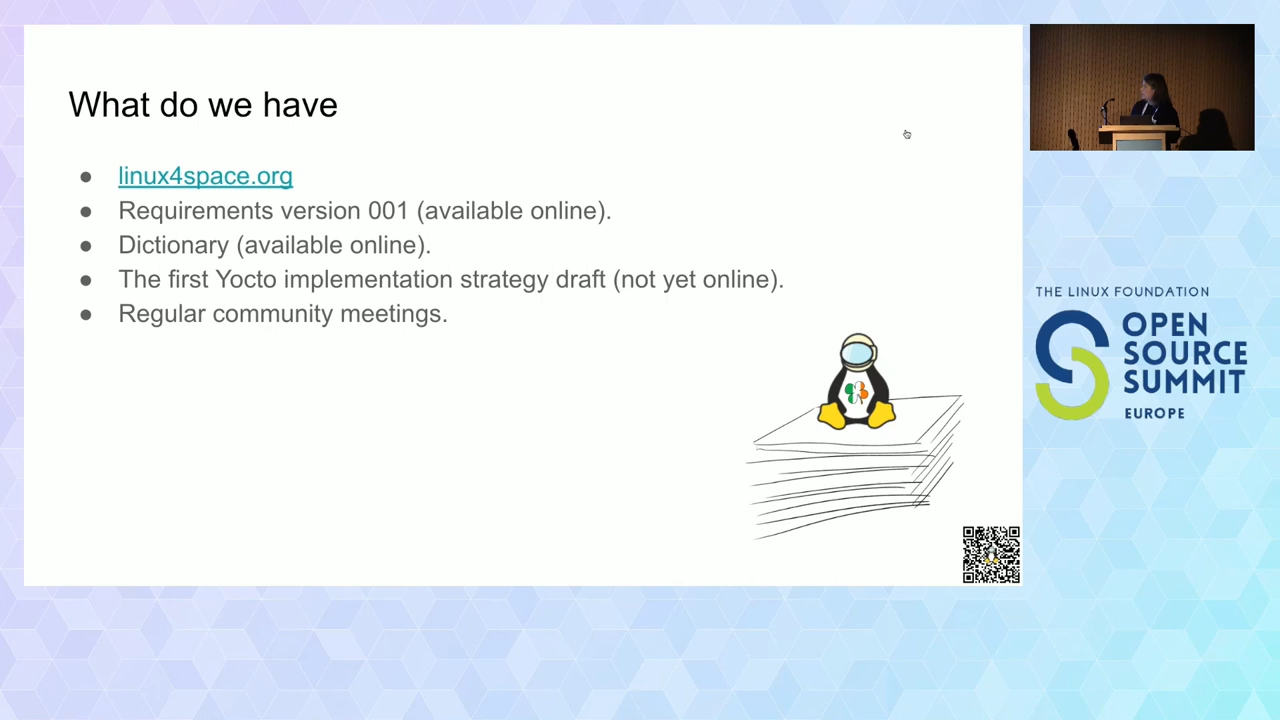 What do we have
● linux4space.org
● Requirements version 001 (available online).
● Dictionary (available online).
● The first Yocto implementation strategy draft (not yet online).
● Regular community meetings.
THE LINUX FOUNDATION
OPEN
SOURCE
SUMMIT
EUROPE